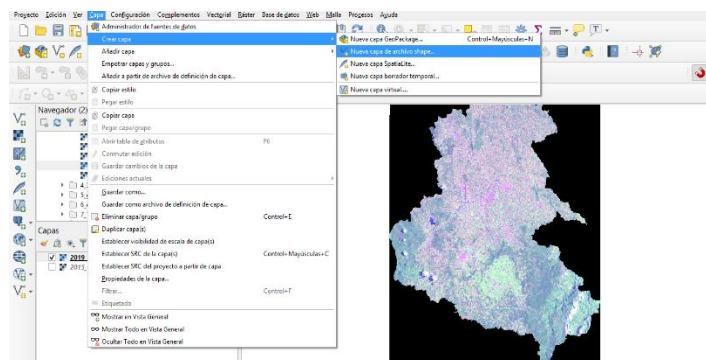 Proyecto Edición Ver Capa Configuración Complementos Vectorial Ráster Base de datos Web Malla Procesos Ayuda
Administrador de fuentes de datos
Crear capa
Añadir capa
Empotrar capas y grupos...
Añadir a partir de archivo de definición de capa...
Copiar estilo
Pegar estilo
Copiar capa
Pegar capa/grupo
Abrir tabla de atributos F6
Conmutar edición
Guardar cambios de la capa
Ediciones actuales
Guardar como...
Guardar como archivo de definición de capa...
Eliminar capa/grupo Control+E
Duplicar capa(s)
Establecer visibilidad de escala de capa(s)
Establecer SRC de la capa(s) Control+Mayúsculas+C
Establecer SRC del proyecto a partir de capa
Propiedades de la capa...
Filtrar... Control+F
Etiquetado
Mostrar en Vista General
Mostrar Todo en Vista General
Ocultar Todo en Vista General
Nueva capa GeoPackage... Control+Mayúsculas+N
Nueva capa de archivo shape...
Nueva capa SpatiaLite...
Nueva capa borrador temporal...
Nueva capa virtual...
Navegador (2)
Capas
2019
2015